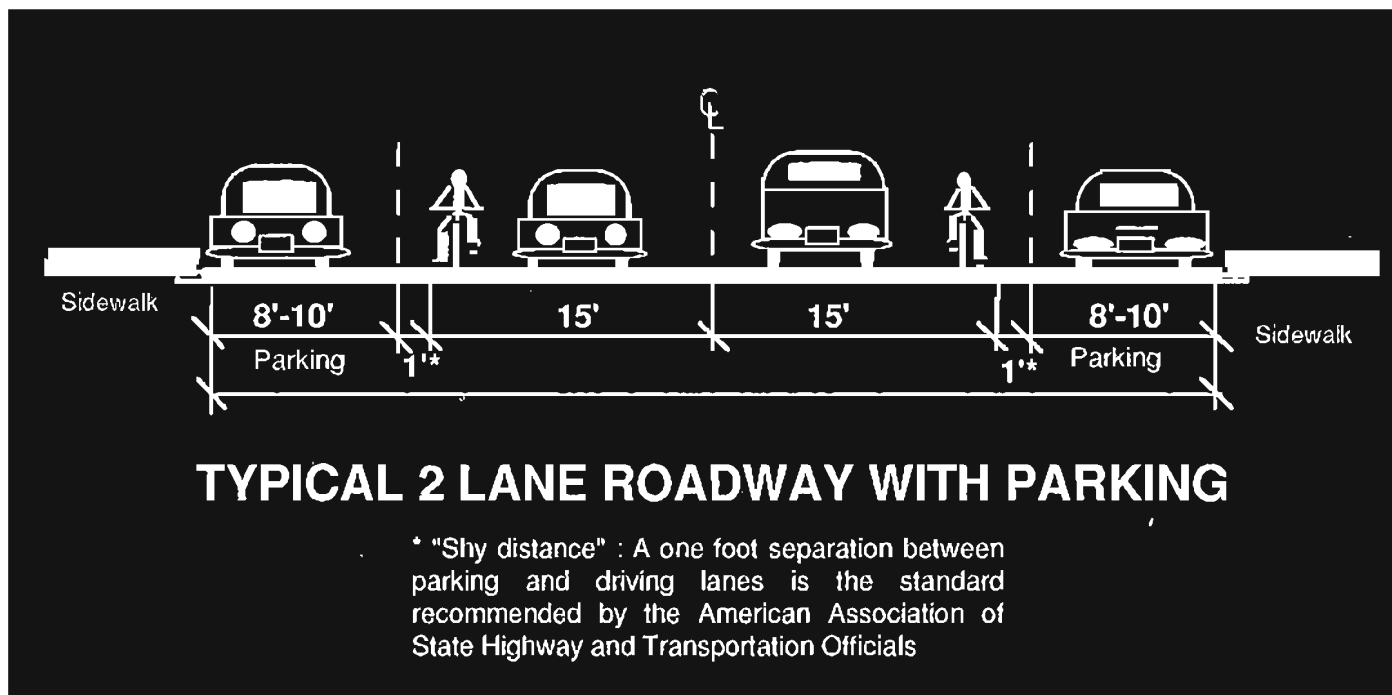 ℄
Sidewalk 8'-10' 15' 15' 8'-10' Sidewalk
Parking 1'* 1'* Parking
TYPICAL 2 LANE ROADWAY WITH PARKING
* "Shy distance" : A one foot separation between
parking and driving lanes is the standard
recommended by the American Association of
State Highway and Transportation Officials